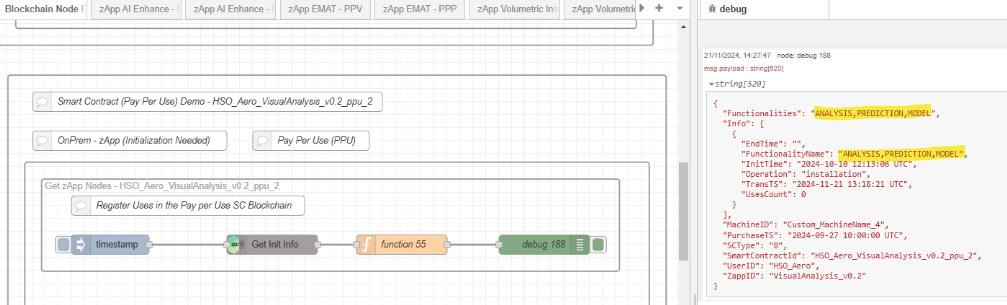 Blockchain Node E
zApp AI Enhance -
zApp AI Enhance -
zApp EMAT - PPV
zApp EMAT - PPP
zApp Volumetric Ins
zApp Volumetric
Smart Contract (Pay Per Use) Demo - HSO_Aero_VisualAnalysis_v0.2_ppu_2
OnPrem - zApp (Initialization Needed)
Pay Per Use (PPU)
Get zApp Nodes - HSO_Aero_VisualAnalysis_v0.2_ppu_2
Register Uses in the Pay per Use SC Blockchain
timestamp
Get Init Info
function 55
debug 188
debug
21/11/2024, 14:27:47 node: debug 188
msg.payload : string[520]
string[520]
{
"Functionalities": "ANALYSIS,PREDICTION,MODEL",
"Info": [
{
"EndTime": "",
"FunctionalityName": "ANALYSIS,PREDICTION,MODEL",
"InitTime": "2024-10-10 12:13:06 UTC",
"Operation": "installation",
"TransTS": "2024-11-21 13:18:21 UTC",
"UsesCount": 0
}
],
"MachineID": "Custom_MachineName_4",
"PurchaseTS": "2024-09-27 10:00:00 UTC",
"SCType": "B",
"SmartContractId": "HSO_Aero_VisualAnalysis_v0.2_ppu_2",
"UserID": "HSO_Aero",
"ZappID": "VisualAnalysis_v0.2"
}